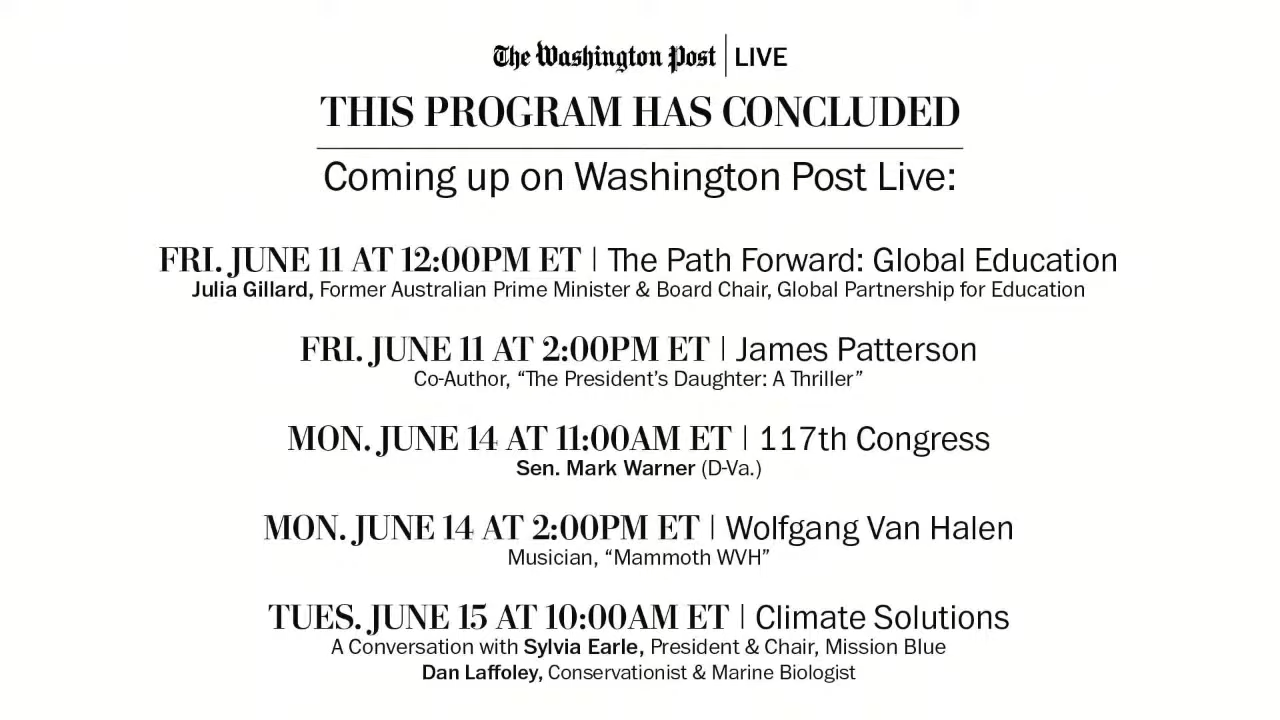 The Washington Post | LIVE
THIS PROGRAM HAS CONCLUDED
Coming up on Washington Post Live:
FRI. JUNE 11 AT 12:00PM ET | The Path Forward: Global Education
Julia Gillard, Former Australian Prime Minister & Board Chair, Global Partnership for Education
FRI. JUNE 11 AT 2:00PM ET | James Patterson
Co-Author, “The President’s Daughter: A Thriller”
MON. JUNE 14 AT 11:00AM ET | 117th Congress
Sen. Mark Warner (D-Va.)
MON. JUNE 14 AT 2:00PM ET | Wolfgang Van Halen
Musician, “Mammoth WVH”
TUES. JUNE 15 AT 10:00AM ET | Climate Solutions
A Conversation with Sylvia Earle, President & Chair, Mission Blue
Dan Laffoley, Conservationist & Marine Biologist